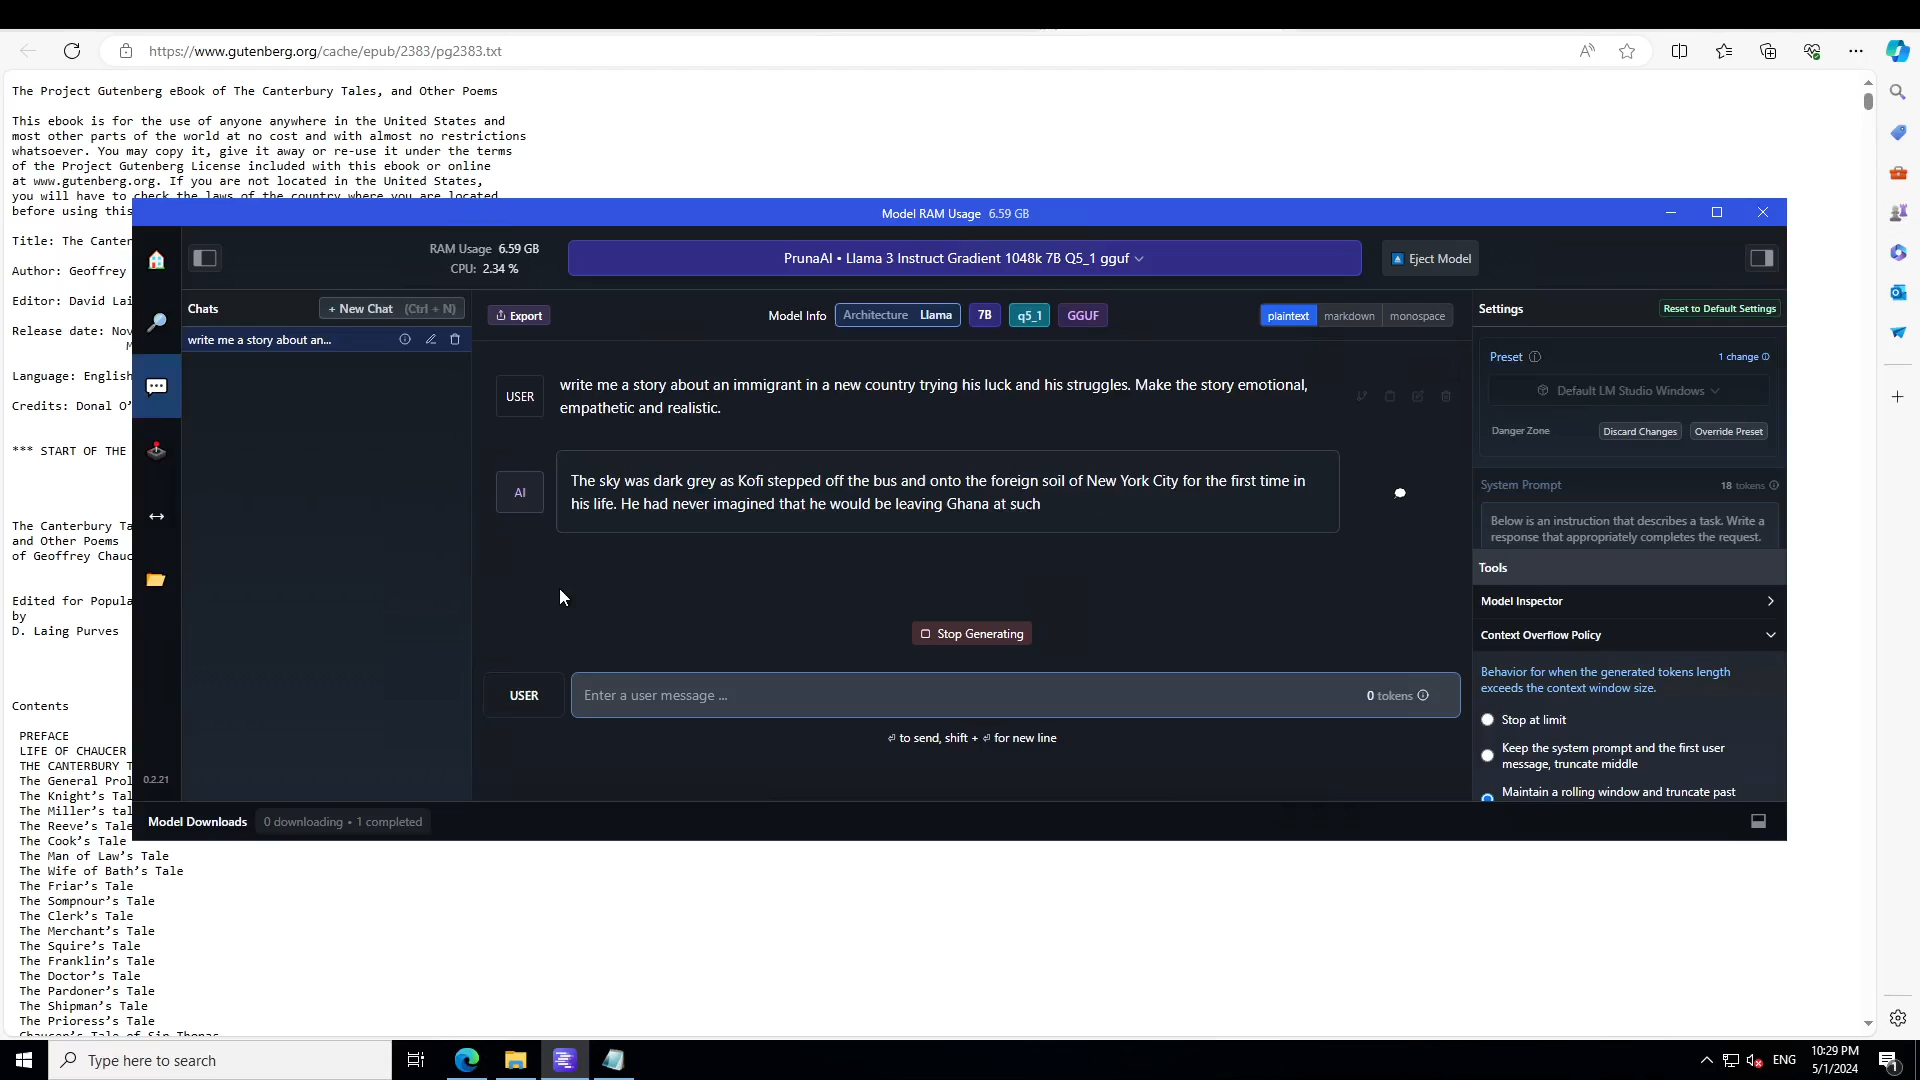 https://www.gutenberg.org/cache/epub/2383/pg2383.txt
The Project Gutenberg eBook of The Canterbury Tales, and Other Poems
This ebook is for the use of anyone anywhere in the United States and
most other parts of the world at no cost and with almost no restrictions
whatsoever. You may copy it, give it away or re-use it under the terms
of the Project Gutenberg License included with this ebook or online
at www.gutenberg.org. If you are not located in the United States,
you will have to check the laws of the country where you are located
before using this
Title: The Canter
Author: Geoffrey
Editor: David Lai
Release date: Nov
Language: English
Credits: Donal O’
*** START OF THE
The Canterbury Ta
and Other Poems
of Geoffrey Chauc
Edited for Popula
by
D. Laing Purves
Contents
PREFACE
LIFE OF CHAUCER
THE CANTERBURY T
The General Prol
The Knight’s Tal
The Miller’s tal
The Reeve’s Tale
The Cook’s Tale
The Man of Law’s Tale
The Wife of Bath’s Tale
The Friar’s Tale
The Sompnour’s Tale
The Clerk’s Tale
The Merchant’s Tale
The Squire’s Tale
The Franklin’s Tale
The Doctor’s Tale
The Pardoner’s Tale
The Shipman’s Tale
The Prioress’s Tale
Chaucer’s Tale of Sir Thopas
Model RAM Usage 6.59 GB
RAM Usage 6.59 GB
CPU: 2.34 %
PrunaAI • Llama 3 Instruct Gradient 1048k 7B Q5_1 gguf
Eject Model
Chats
+ New Chat (Ctrl + N)
write me a story about an...
0.2.21
Export
Model Info Architecture Llama 7B q5_1 GGUF
plaintext markdown monospace
USER
write me a story about an immigrant in a new country trying his luck and his struggles. Make the story emotional,
empathetic and realistic.
AI
The sky was dark grey as Kofi stepped off the bus and onto the foreign soil of New York City for the first time in
his life. He had never imagined that he would be leaving Ghana at such
Stop Generating
USER
Enter a user message ...
0 tokens
to send, shift + for new line
Settings
Reset to Default Settings
Preset
1 change
Default LM Studio Windows
Danger Zone
Discard Changes
Override Preset
System Prompt
18 tokens
Below is an instruction that describes a task. Write a
response that appropriately completes the request.
Tools
Model Inspector
Context Overflow Policy
Behavior for when the generated tokens length
exceeds the context window size.
Stop at limit
Keep the system prompt and the first user
message, truncate middle
Maintain a rolling window and truncate past
Model Downloads 0 downloading • 1 completed
Type here to search
ENG
10:29 PM
5/1/2024
1